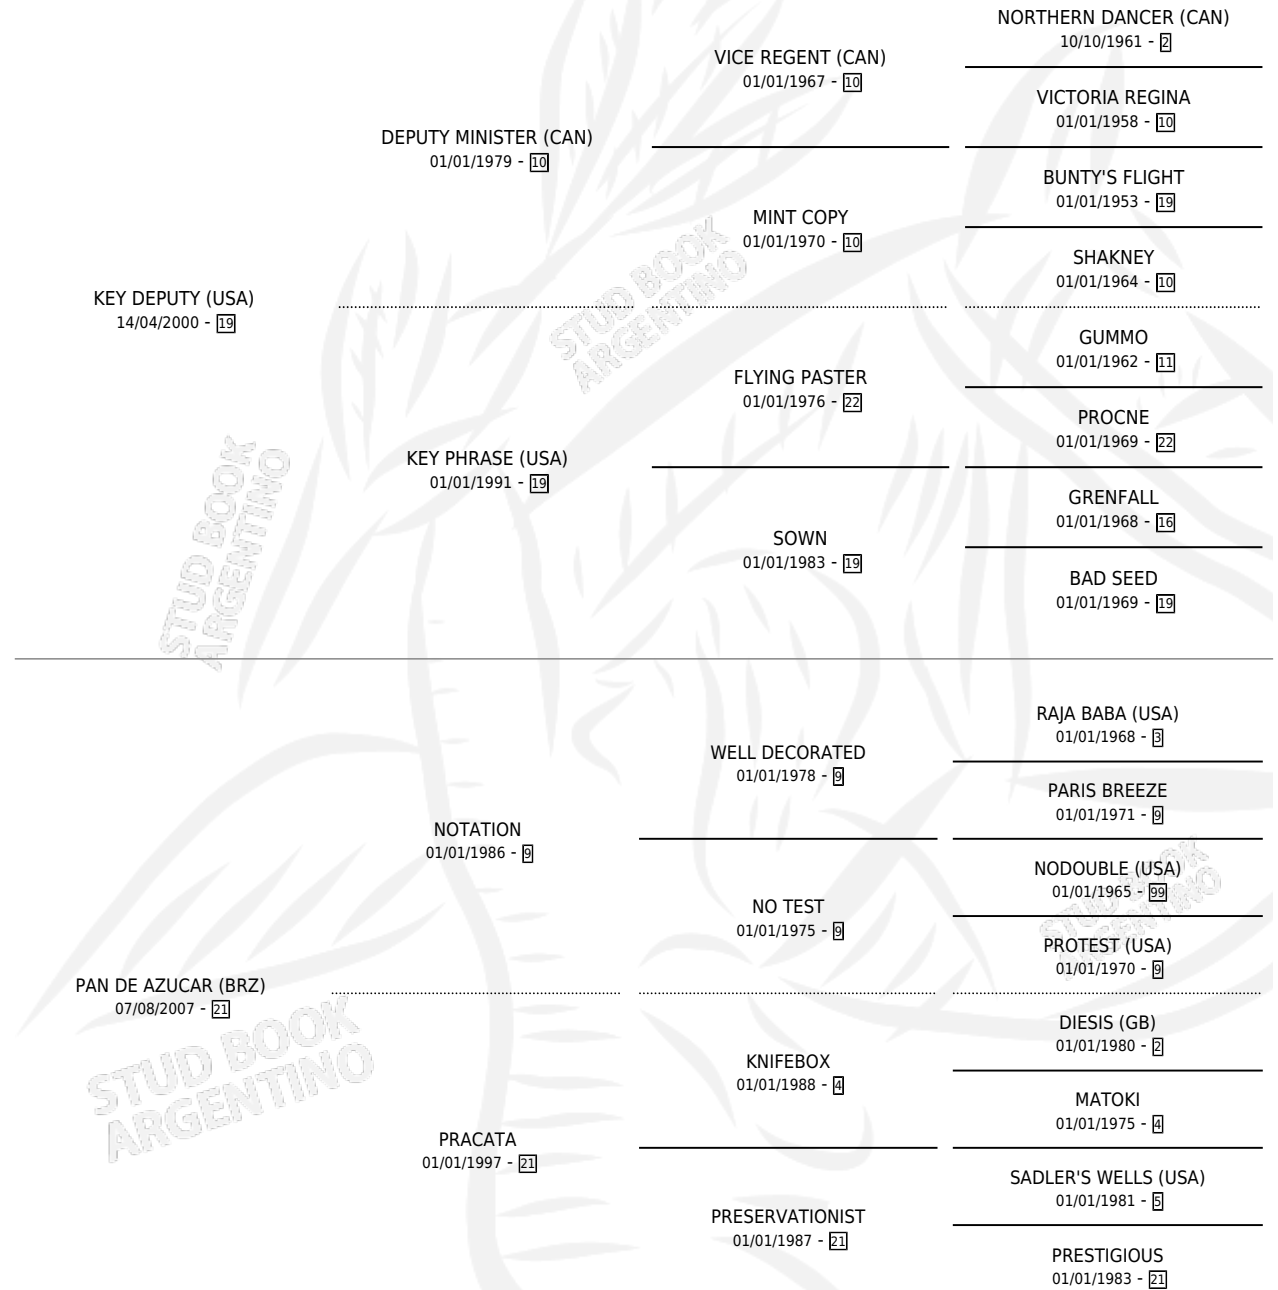 NORTHERN DANCER (CAN)
10/10/1961 - 2
VICE REGENT (CAN)
01/01/1967 - 10
VICTORIA REGINA
01/01/1958 - 10
DEPUTY MINISTER (CAN)
01/01/1979 - 10
BUNTY'S FLIGHT
01/01/1953 - 19
MINT COPY
01/01/1970 - 10
SHAKNEY
01/01/1964 - 10
KEY DEPUTY (USA)
14/04/2000 - 19
STUD BOOK
ARGENTINO
GUMMO
01/01/1962 - 11
FLYING PASTER
01/01/1976 - 22
PROCNE
01/01/1969 - 22
KEY PHRASE (USA)
01/01/1991 - 19
GRENFALL
01/01/1968 - 16
SOWN
01/01/1983 - 19
BAD SEED
01/01/1969 - 19
STUD BOOK
ARGENTINO
RAJA BABA (USA)
01/01/1968 - 3
WELL DECORATED
01/01/1978 - 9
PARIS BREEZE
01/01/1971 - 9
NOTATION
01/01/1986 - 9
NODOUBLE (USA)
01/01/1965 - 99
NO TEST
01/01/1975 - 9
STUD BOOK
ARGENTINO
PROTEST (USA)
01/01/1970 - 9
PAN DE AZUCAR (BRZ)
07/08/2007 - 21
STUD BOOK
ARGENTINO
DIESIS (GB)
01/01/1980 - 2
KNIFEBOX
01/01/1988 - 4
MATOKI
01/01/1975 - 4
PRACATA
01/01/1997 - 21
SADLER'S WELLS (USA)
01/01/1981 - 5
PRESERVATIONIST
01/01/1987 - 21
PRESTIGIOUS
01/01/1983 - 21